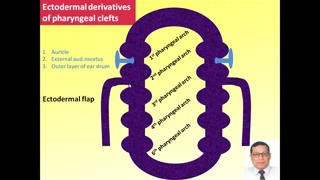 Ectodermal derivatives
of pharyngeal clefts
1. Auricle
2. External aud.meatus
3. Outer layer of ear drum
Ectodermal flap
1st pharyngeal arch
2nd pharyngeal arch
3rd pharyngeal arch
4th pharyngeal arch
6th pharyngeal arch